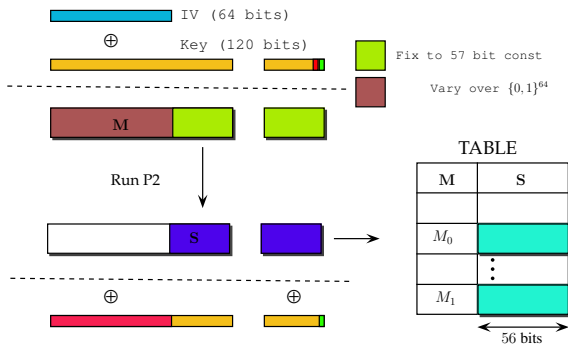 IV (64 bits)
⊕
Key (120 bits)
Fix to 57 bit const
Vary over {0, 1}⁶⁴
M
Run P2
S
⊕
⊕
TABLE
M S
M₀
⋮
M₁
56 bits